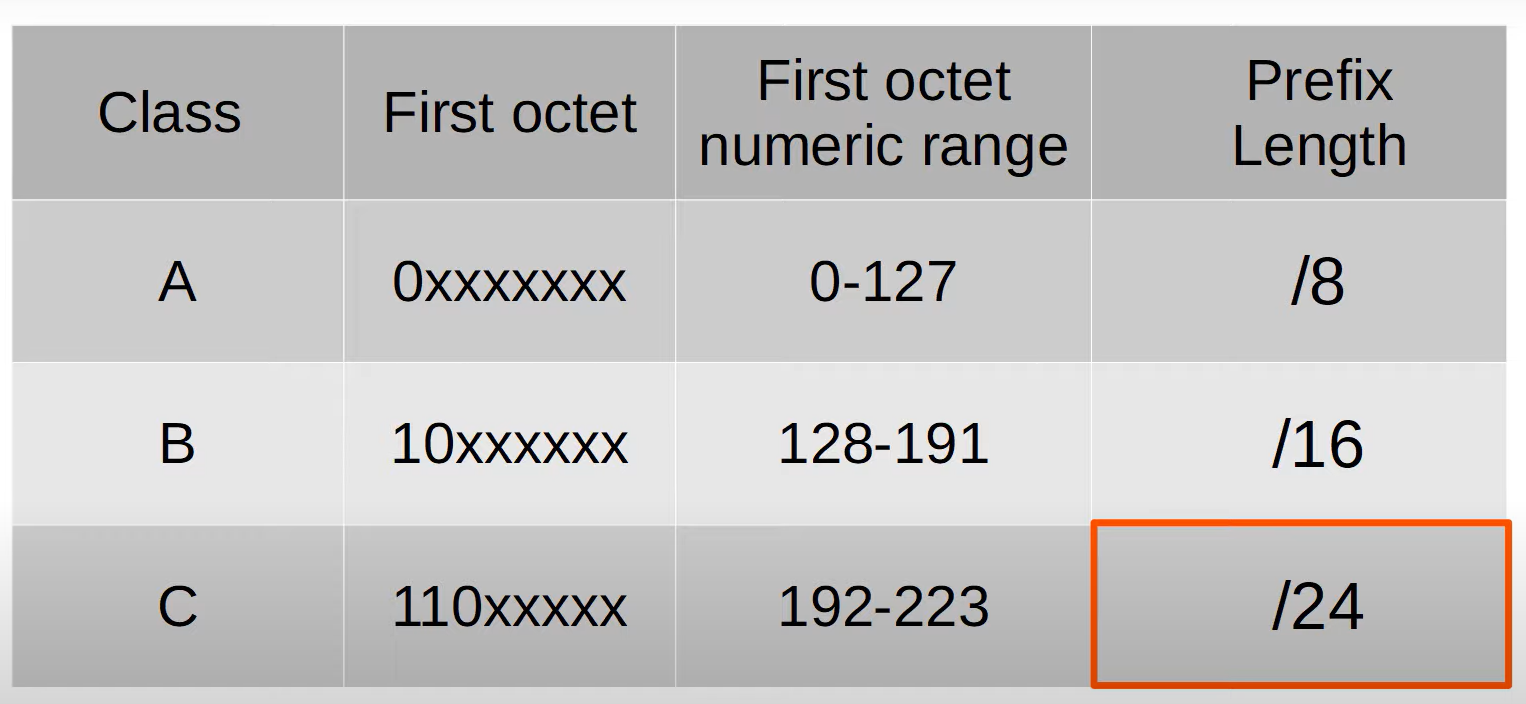 Class First octet First octet numeric range Prefix Length
A 0xxxxxxx 0-127 /8
B 10xxxxxx 128-191 /16
C 110xxxxx 192-223 /24